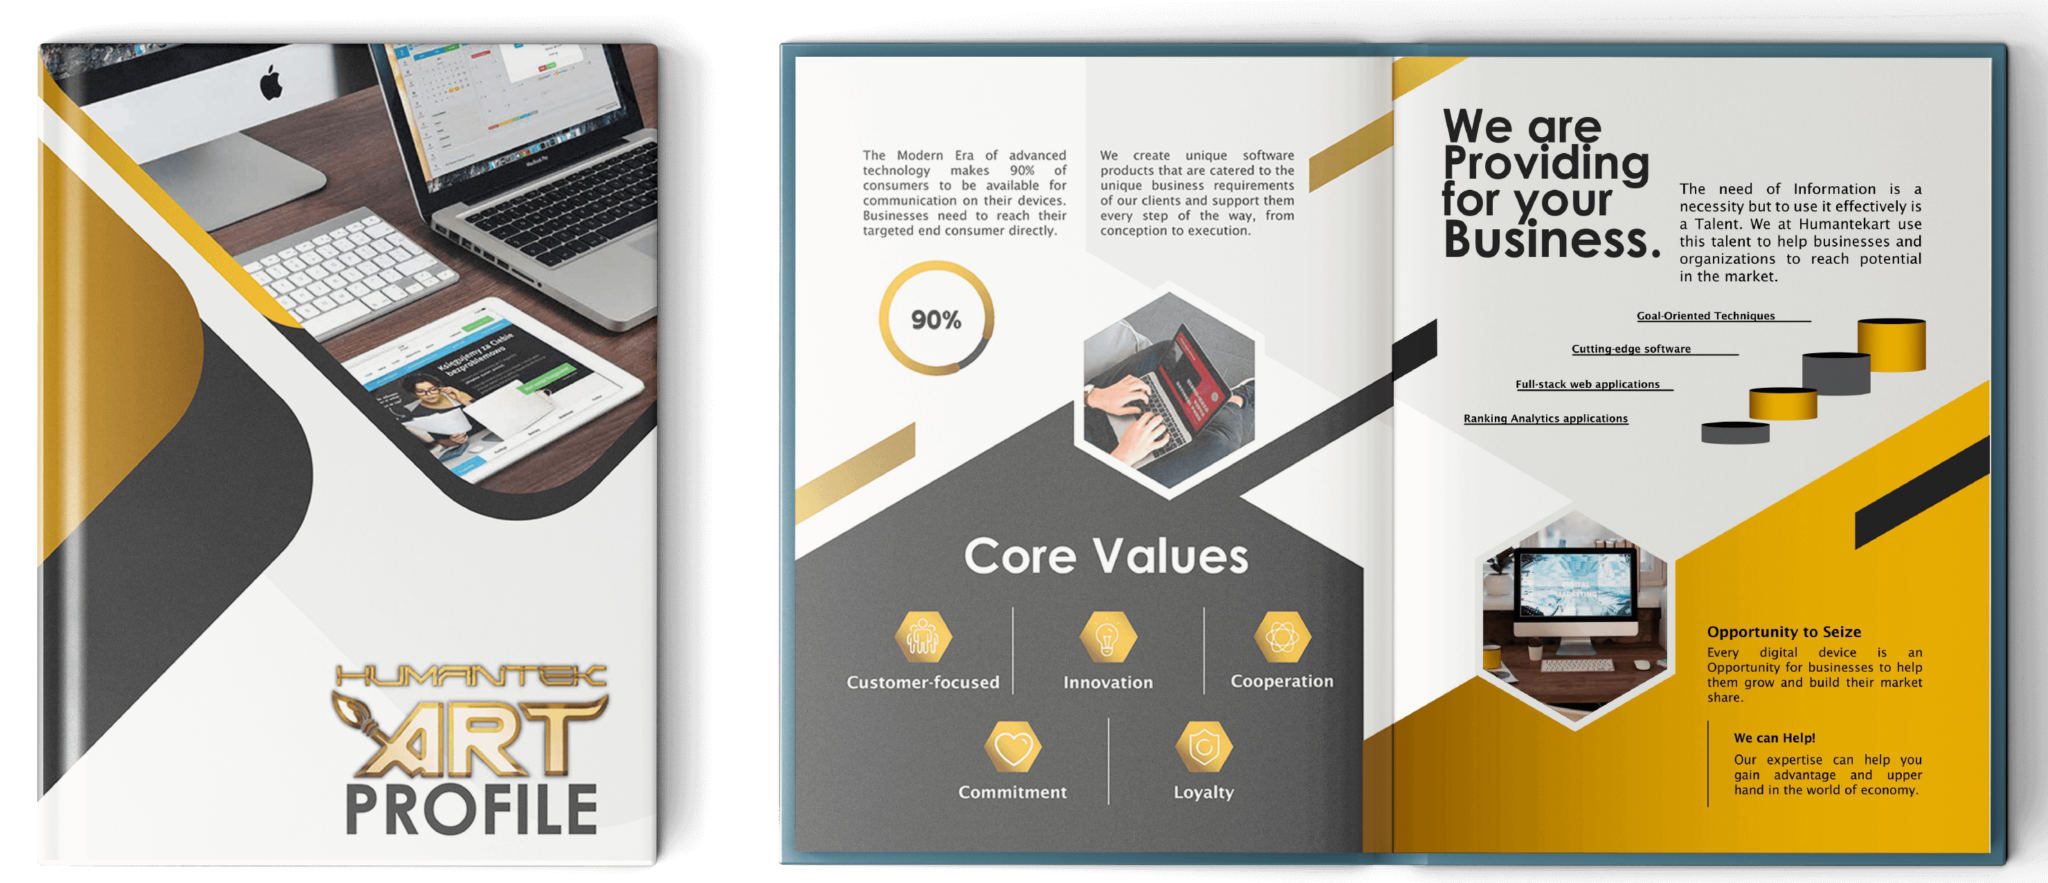 MacBook Pro
Księgujemy za Ciebie
bezproblemowo
HUMANTEK
ART
PROFILE
The Modern Era of advanced
technology makes 90% of
consumers to be available for
communication on their devices.
Businesses need to reach their
targeted end consumer directly.
90%
We create unique software
products that are catered to the
unique business requirements
of our clients and support them
every step of the way, from
conception to execution.
Core Values
Customer-focused
Innovation
Cooperation
Commitment
Loyalty
We are
Providing
for your
Business.
The need of Information is a
necessity but to use it effectively is
a Talent. We at Humantekart use
this talent to help businesses and
organizations to reach potential
in the market.
Goal-Oriented Techniques
Cutting-edge software
Full-stack web applications
Ranking Analytics applications
DIGITAL
MARKETING
Opportunity to Seize
Every digital device is an
Opportunity for businesses to help
them grow and build their market
share.
We can Help!
Our expertise can help you
gain advantage and upper
hand in the world of economy.